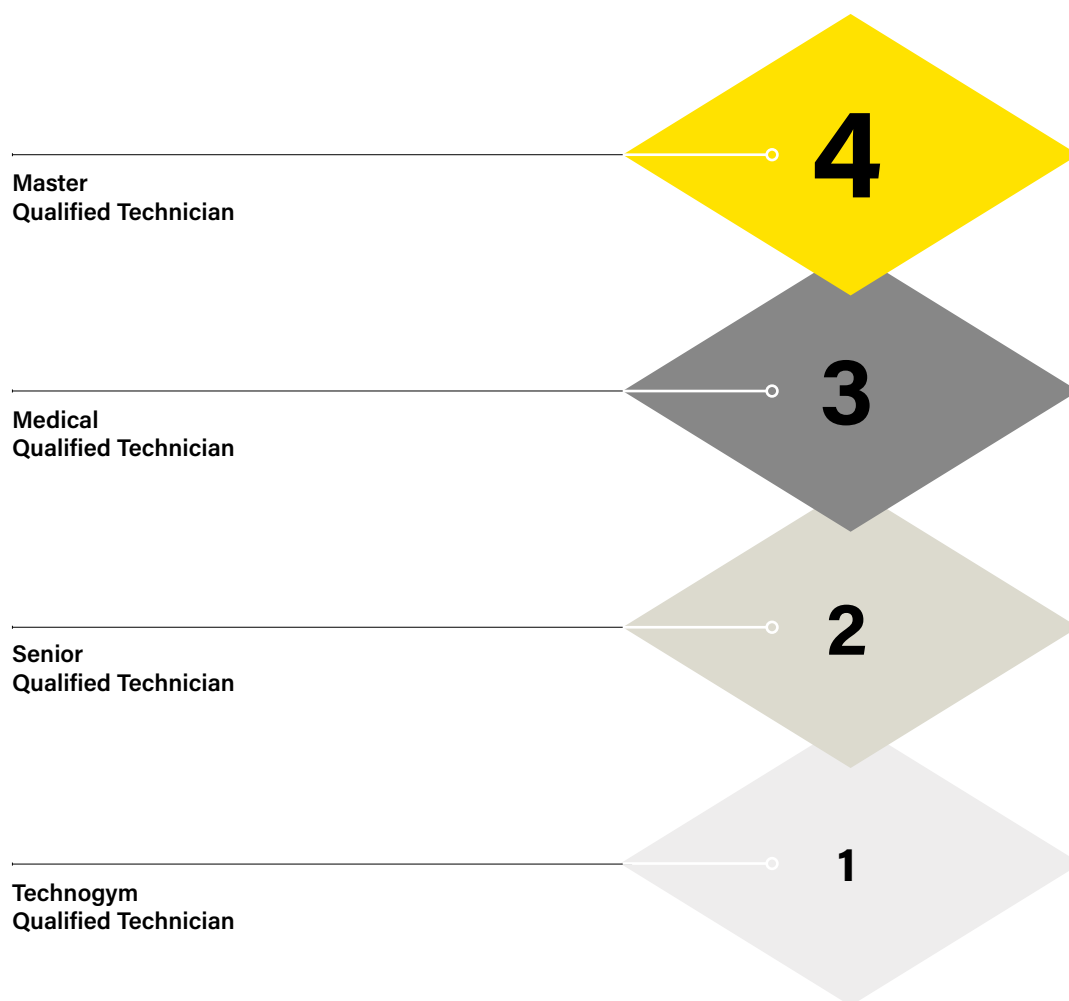 4
Master
Qualified Technician
3
Medical
Qualified Technician
2
Senior
Qualified Technician
1
Technogym
Qualified Technician